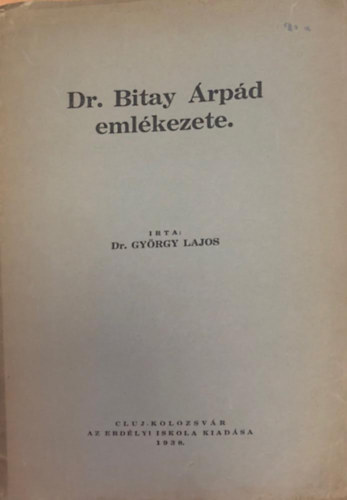 Dr. Bitay Árpád
emlékezete.
IRTA:
Dr. GYÖRGY LAJOS
CLUJ-KOLOZSVÁR
AZ ERDÉLYI ISKOLA KIADÁSA
1938.